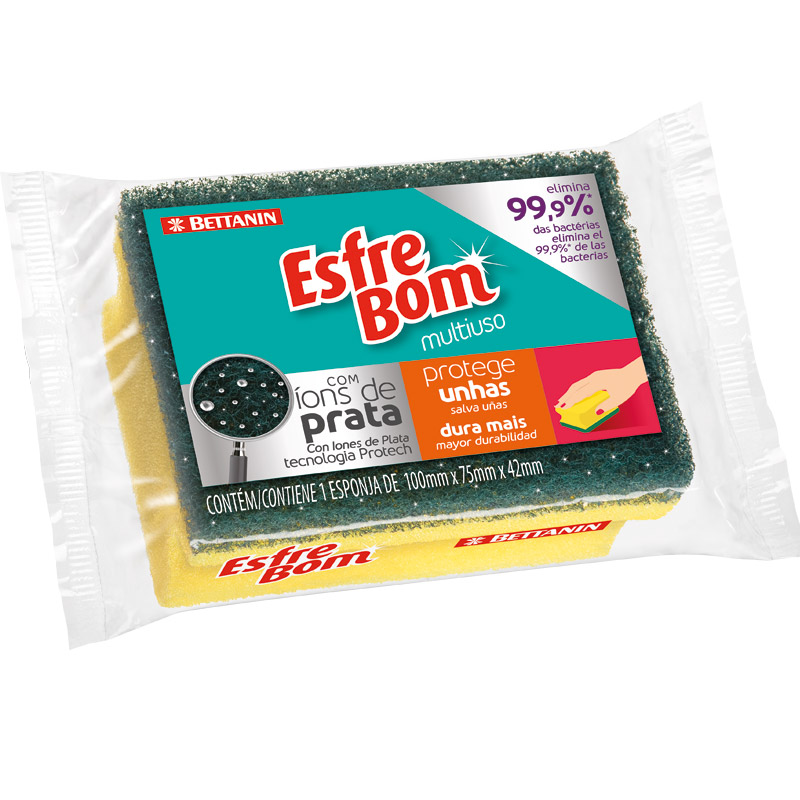 BETTANIN
Esfre
Bom
multiuso
elimina
99,9%*
das bactérias
elimina el
99,9%* de las
bacterias
COM
íons de
prata
Con Iones de Plata
tecnologia Protech
protege
unhas
salva uñas
dura mais
mayor durabilidad
CONTÉM/CONTIENE 1 ESPONJA DE 100mm x 75mm x 42mm
Esfre
Bom
BETTANIN